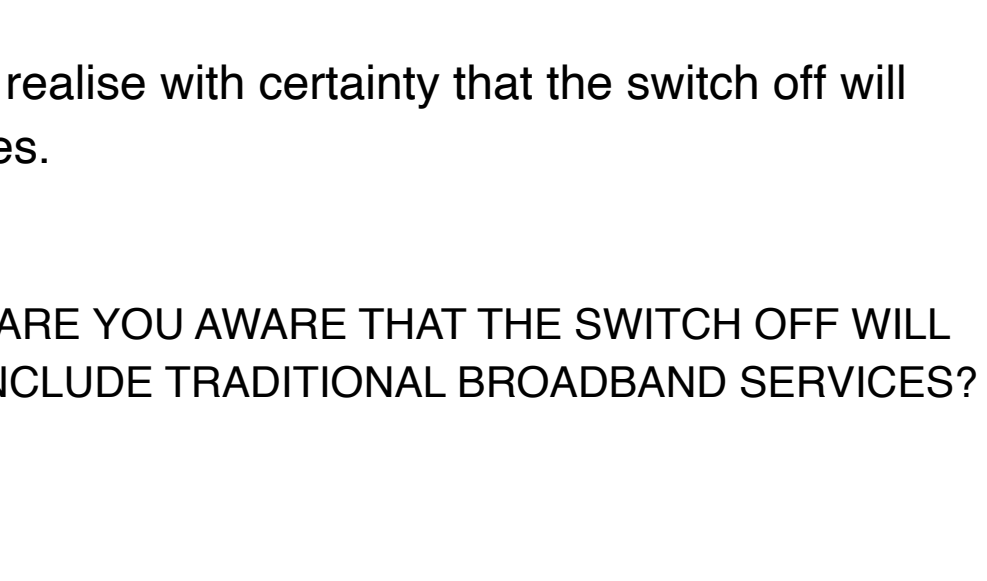 realise with certainty that the switch off will
es.
ARE YOU AWARE THAT THE SWITCH OFF WILL
NCLUDE TRADITIONAL BROADBAND SERVICES?